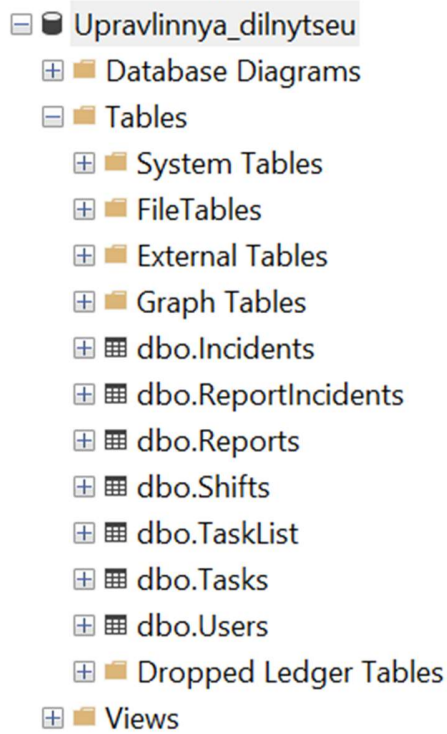 Upravlinnya_dilnytseu
Database Diagrams
Tables
System Tables
FileTables
External Tables
Graph Tables
dbo.Incidents
dbo.ReportIncidents
dbo.Reports
dbo.Shifts
dbo.TaskList
dbo.Tasks
dbo.Users
Dropped Ledger Tables
Views